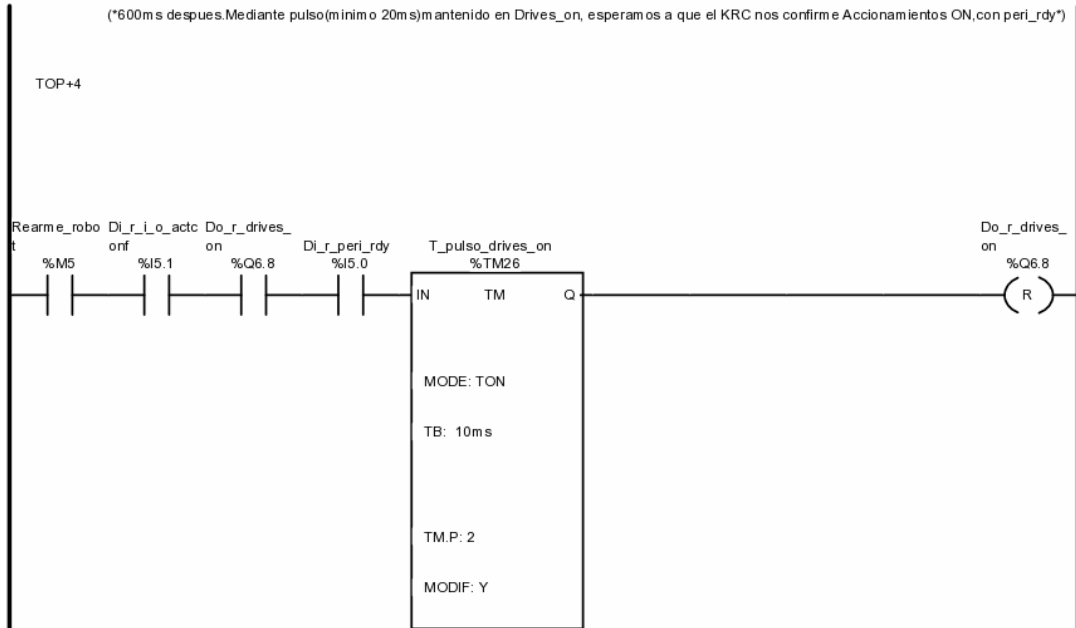 (*600ms despues.Mediante pulso(minimo 20ms)mantenido en Drives_on, esperamos a que el KRC nos confirme Accionamientos ON,con peri_rdy*)
TOP+4
Rearme_robo Di_r_i_o_actc Do_r_drives_ Do_r_drives_
t onf on Di_r_peri_rdy T_pulso_drives_on on
%M5 %I5.1 %Q6.8 %I5.0 %TM26 %Q6.8
IN TM Q R
MODE: TON
TB: 10ms
TM.P: 2
MODIF: Y